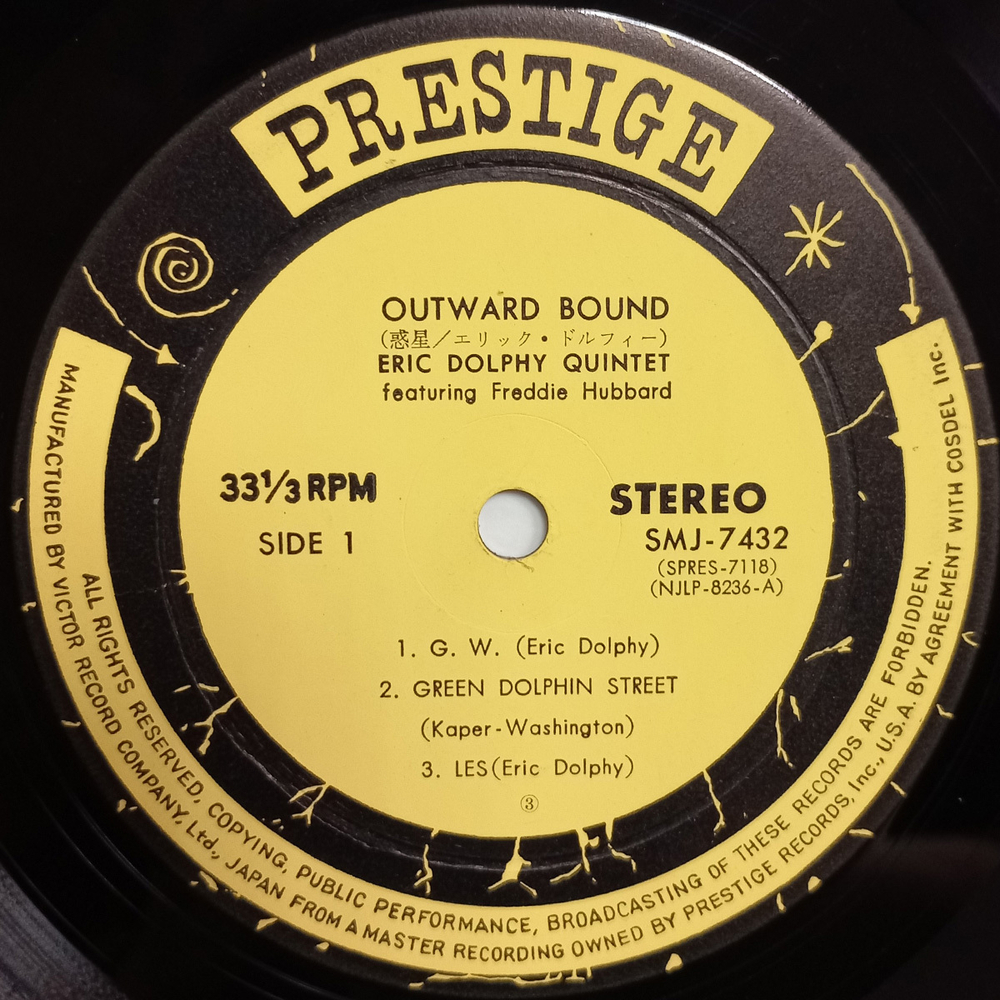 PRESTIGE
OUTWARD BOUND
(惑星／エリック・ドルフィー)
ERIC DOLPHY QUINTET
featuring Freddie Hubbard
33⅓ RPM
SIDE 1
STEREO
SMJ-7432
(SPRES-7118)
(NJLP-8236-A)
1. G. W. (Eric Dolphy)
2. GREEN DOLPHIN STREET
(Kaper-Washington)
3. LES(Eric Dolphy)
③
ALL RIGHTS RESERVED, COPYING, PUBLIC PERFORMANCE, BROADCASTING OF THESE RECORDS ARE FORBIDDEN.
MANUFACTURED BY VICTOR RECORD COMPANY, Ltd., JAPAN FROM A MASTER RECORDING OWNED BY PRESTIGE RECORDS, Inc., U.S.A. BY AGREEMENT WITH COSDEL Inc.